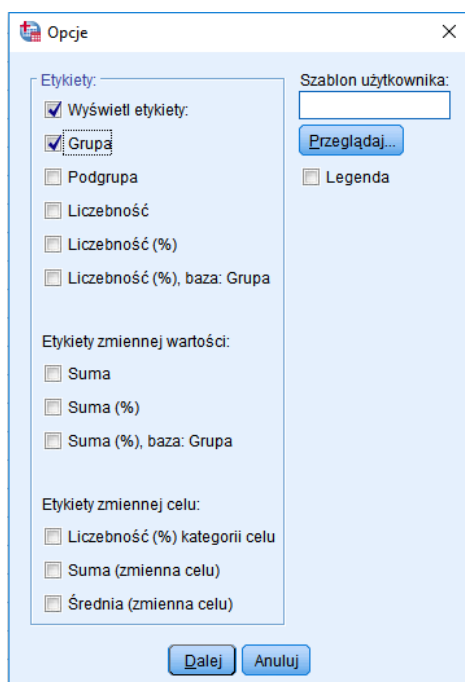 Opcje
Etykiety:
Wyświetl etykiety:
Grupa
Podgrupa
Liczebność
Liczebność (%)
Liczebność (%), baza: Grupa
Etykiety zmiennej wartości:
Suma
Suma (%)
Suma (%), baza: Grupa
Etykiety zmiennej celu:
Liczebność (%) kategorii celu
Suma (zmienna celu)
Średnia (zmienna celu)
Szablon użytkownika:
Przeglądaj...
Legenda
Dalej Anuluj